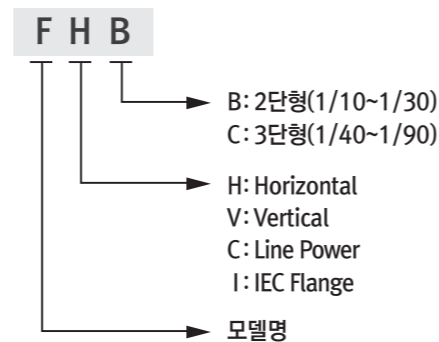 F H B
B: 2단형(1/10~1/30)
C: 3단형(1/40~1/90)
H: Horizontal
V: Vertical
C: Line Power
I: IEC Flange
모델명